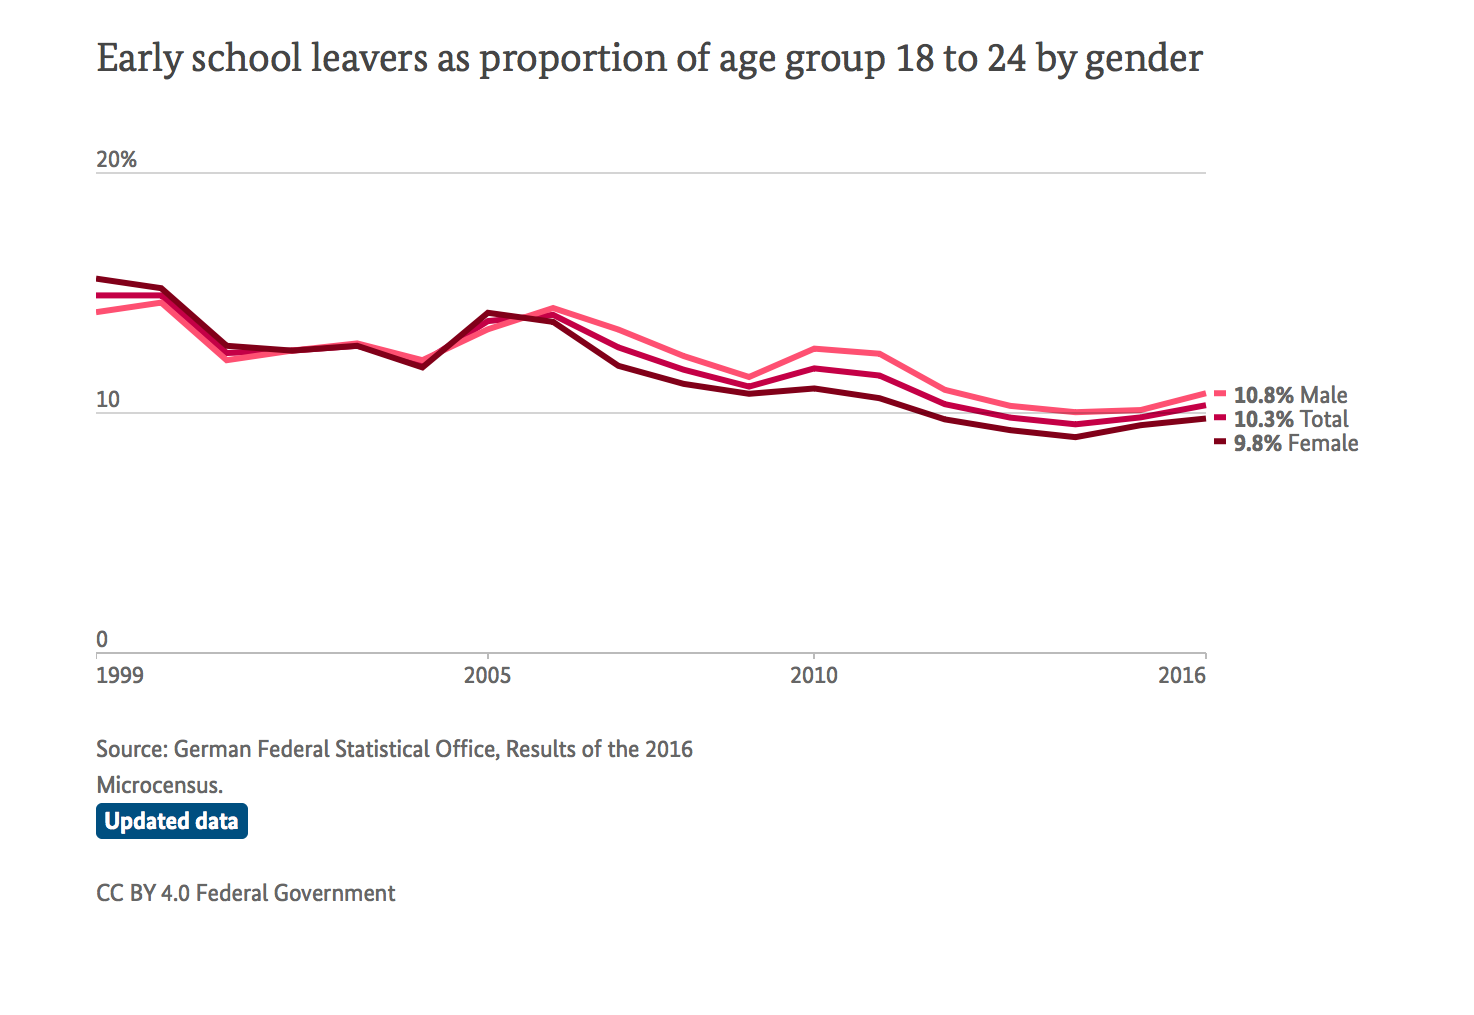 Early school leavers as proportion of age group 18 to 24 by gender
20%
10
10.8% Male
10.3% Total
9.8% Female
0
1999 2005 2010 2016
Source: German Federal Statistical Office, Results of the 2016
Microcensus.
Updated data
CC BY 4.0 Federal Government